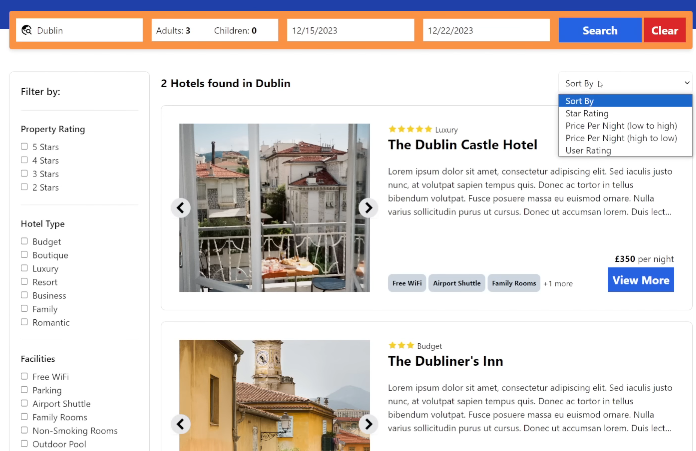 Dublin
Adults: 3 Children: 0
12/15/2023
12/22/2023
Search
Clear
Filter by:
Property Rating
5 Stars
4 Stars
3 Stars
2 Stars
Hotel Type
Budget
Boutique
Luxury
Resort
Business
Family
Romantic
Facilities
Free WiFi
Parking
Airport Shuttle
Family Rooms
Non-Smoking Rooms
Outdoor Pool
2 Hotels found in Dublin
Sort By
Sort By
Star Rating
Price Per Night (low to high)
Price Per Night (high to low)
User Rating
Luxury
The Dublin Castle Hotel
Lorem ipsum dolor sit amet, consectetur adipiscing elit. Sed iaculis justo
nunc, at volutpat sapien tempus quis. Donec ac tortor in tellus
bibendum volutpat. Fusce posuere massa eu euismod ornare. Nulla
varius sollicitudin purus ut cursus. Donec ut accumsan lorem. Duis lect...
£350 per night
Free WiFi Airport Shuttle Family Rooms +1 more
View More
Budget
The Dubliner's Inn
Lorem ipsum dolor sit amet, consectetur adipiscing elit. Sed iaculis justo
nunc, at volutpat sapien tempus quis. Donec ac tortor in tellus
bibendum volutpat. Fusce posuere massa eu euismod ornare. Nulla
varius sollicitudin purus ut cursus. Donec ut accumsan lorem. Duis lect...